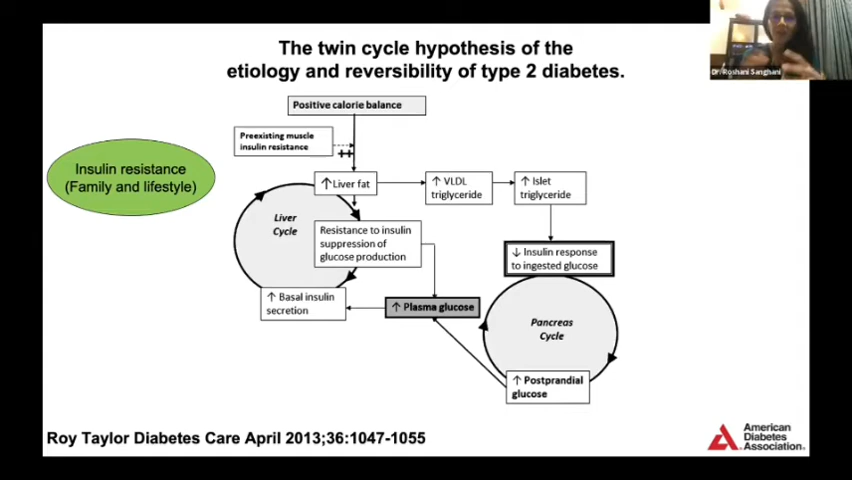 The twin cycle hypothesis of the
etiology and reversibility of type 2 diabetes.
Positive calorie balance
Preexisting muscle
insulin resistance
++
Insulin resistance
(Family and lifestyle)
↑Liver fat
↑ VLDL
triglyceride
↑ Islet
triglyceride
Liver
Cycle
Resistance to insulin
suppression of
glucose production
↓ Insulin response
to ingested glucose
↑ Basal insulin
secretion
↑ Plasma glucose
Pancreas
Cycle
↑ Postprandial
glucose
Roy Taylor Diabetes Care April 2013;36:1047-1055
American
Diabetes
Association.
Dr Roshani Sanghani